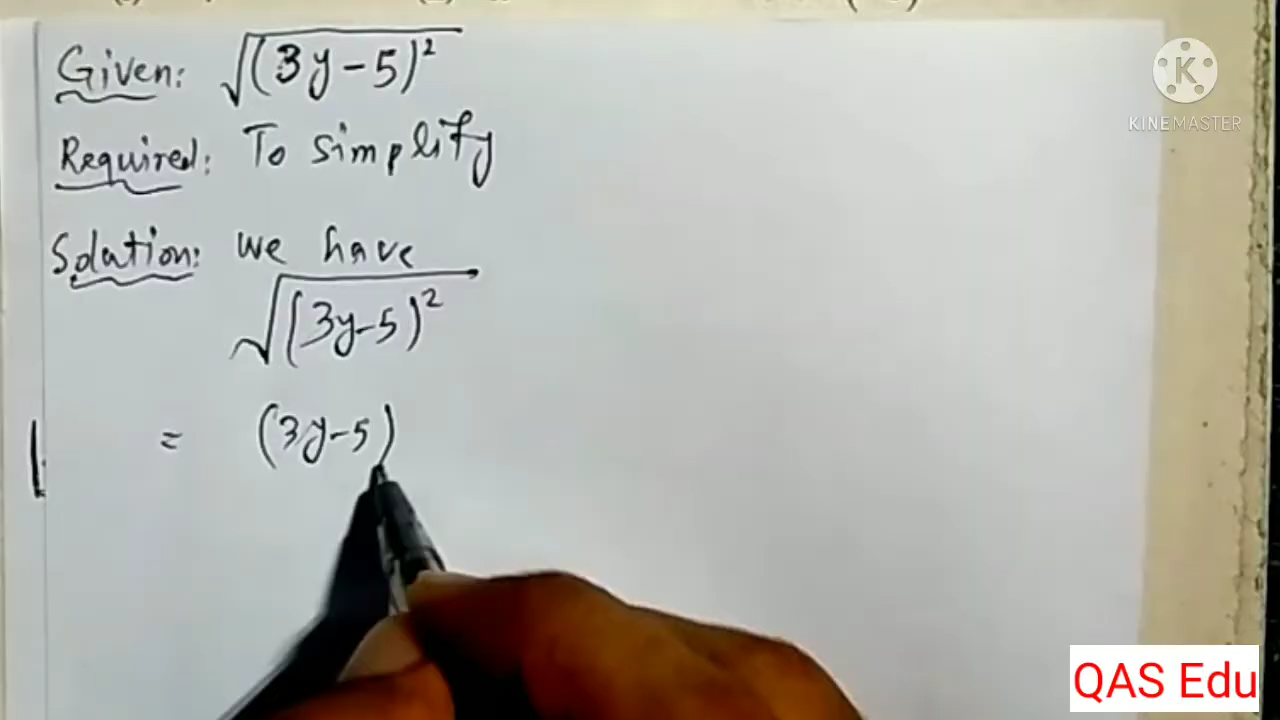 Given: √(3y-5)²
Required: To simplify
Solution: we have
√(3y-5)²
= (3y-5)
K
KINEMASTER
QAS Edu